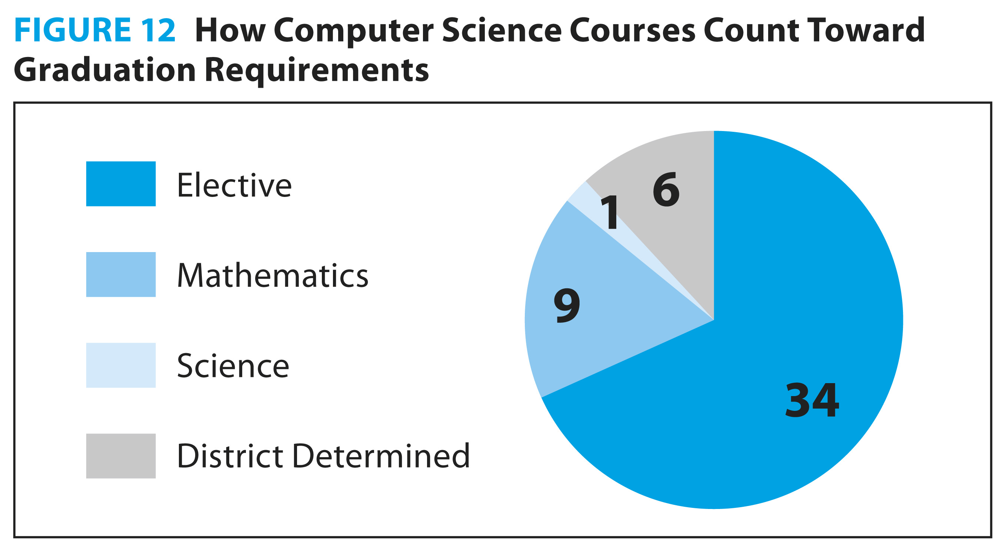 FIGURE 12 How Computer Science Courses Count Toward
Graduation Requirements
Elective
Mathematics
Science
District Determined
6
1
9
34